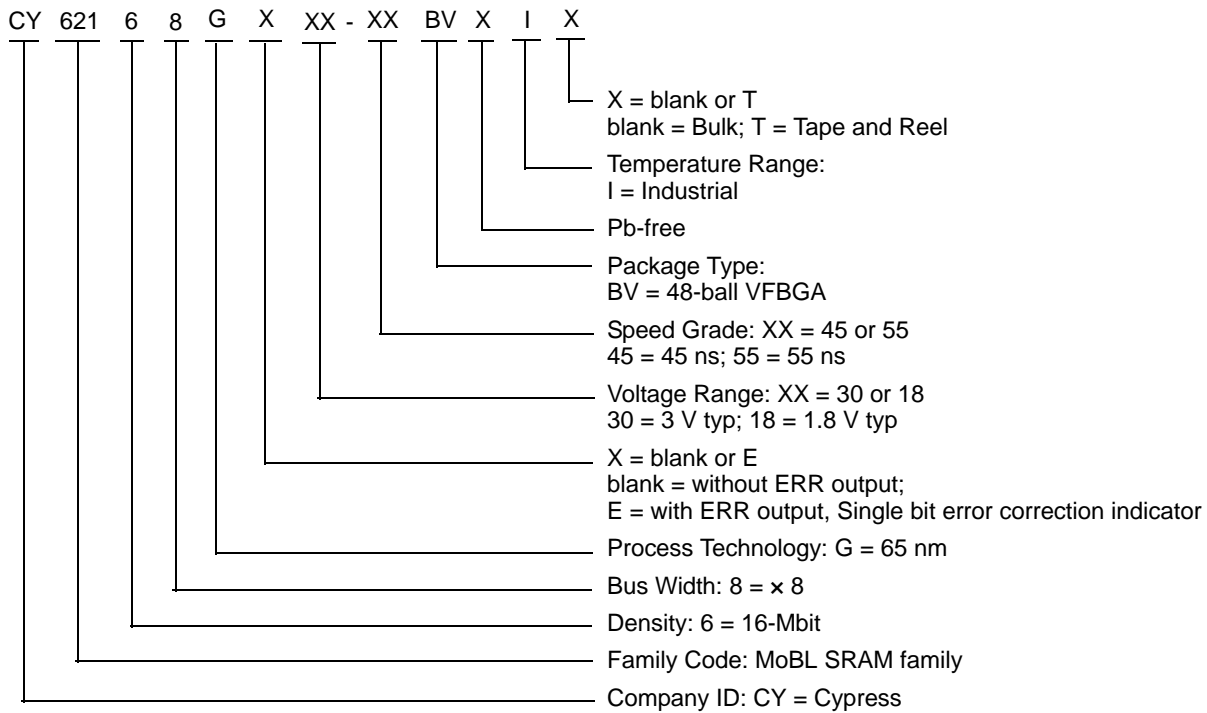 CY 621 6 8 G X XX - XX BV X I X
X = blank or T
blank = Bulk; T = Tape and Reel
Temperature Range:
I = Industrial
Pb-free
Package Type:
BV = 48-ball VFBGA
Speed Grade: XX = 45 or 55
45 = 45 ns; 55 = 55 ns
Voltage Range: XX = 30 or 18
30 = 3 V typ; 18 = 1.8 V typ
X = blank or E
blank = without ERR output;
E = with ERR output, Single bit error correction indicator
Process Technology: G = 65 nm
Bus Width: 8 = × 8
Density: 6 = 16-Mbit
Family Code: MoBL SRAM family
Company ID: CY = Cypress